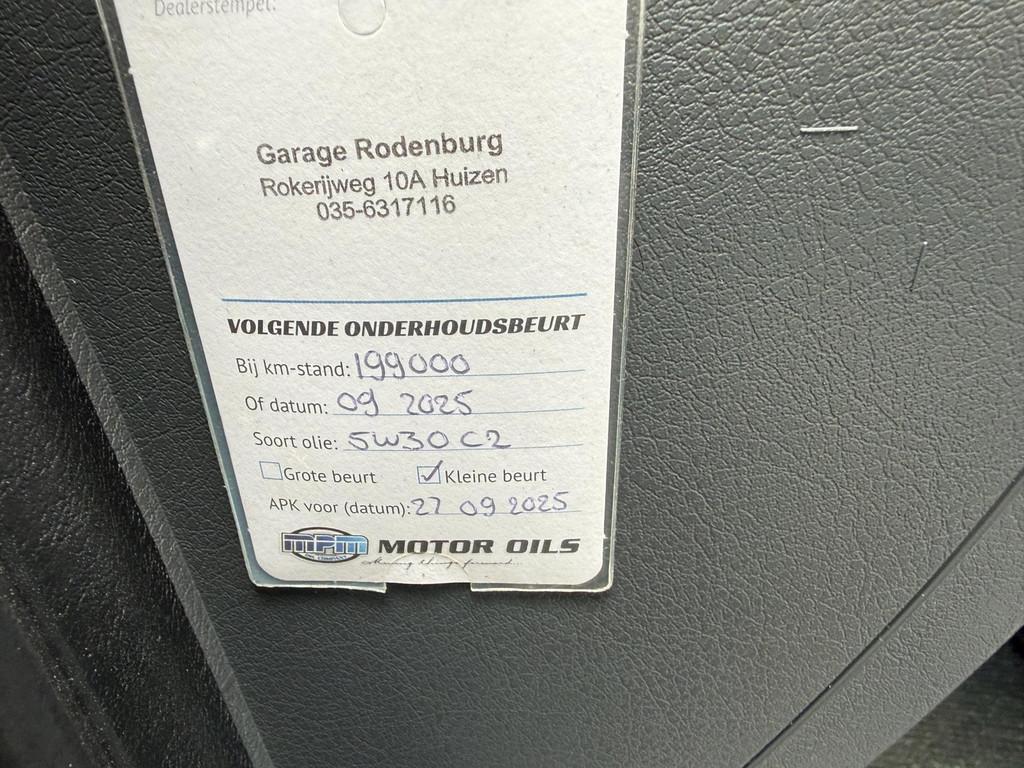 Dealerstempel:
Garage Rodenburg
Rokerijweg 10A Huizen
035-6317116
VOLGENDE ONDERHOUDSBEURT
Bij km-stand: 199000
Of datum: 09 2025
Soort olie: 5W30 C2
Grote beurt Kleine beurt
APK voor (datum): 27 09 2025
MPM MOTOR OILS